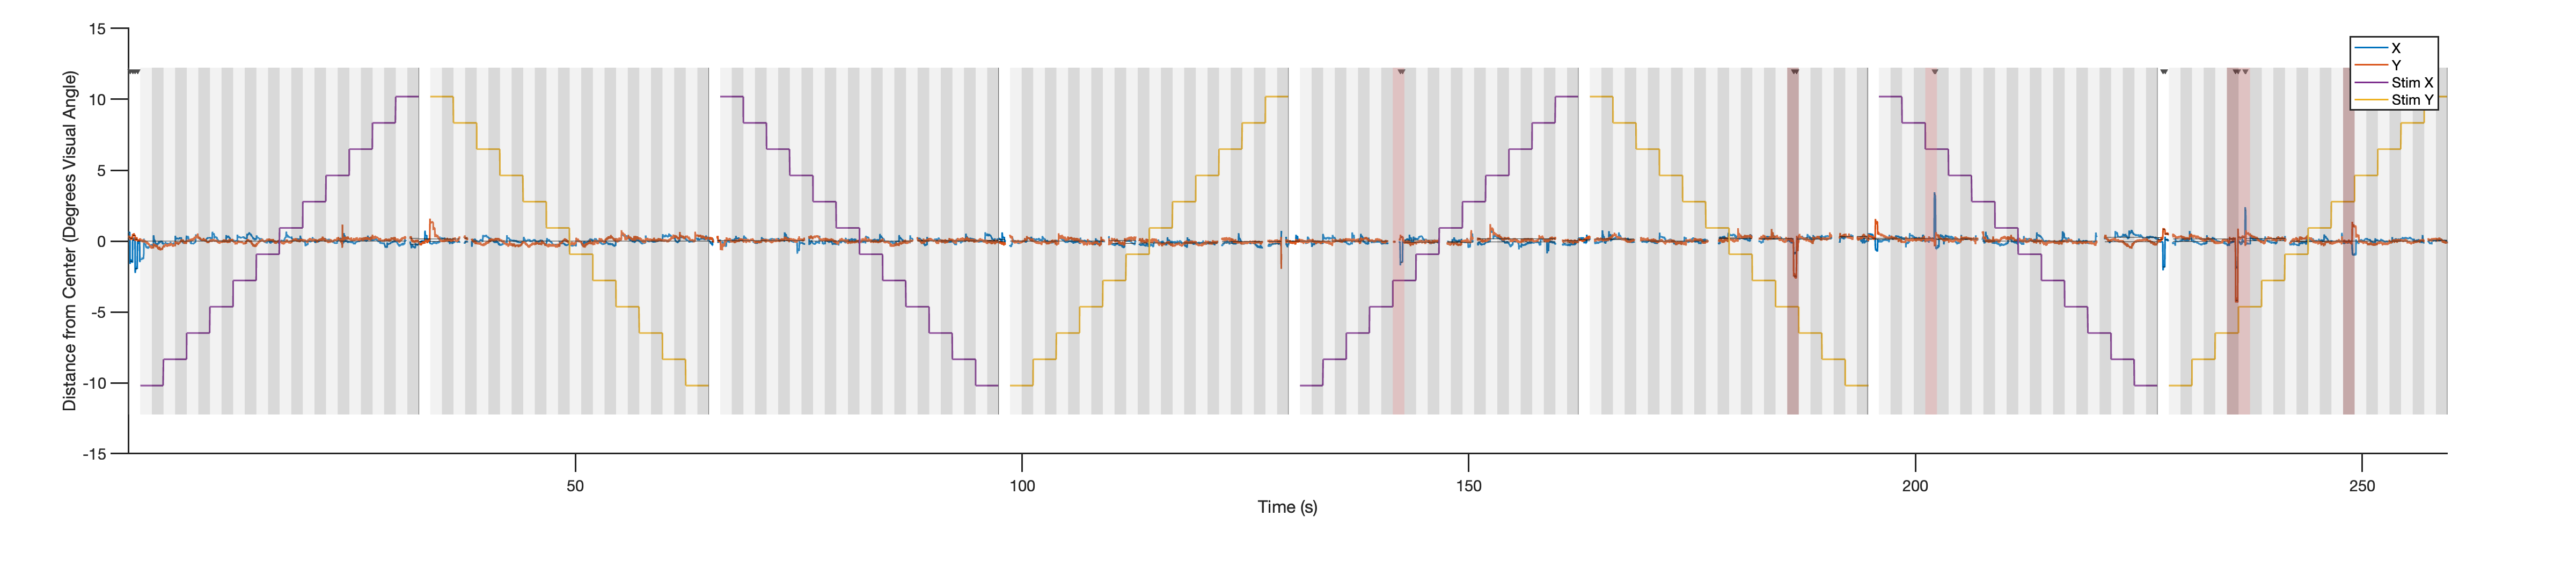 15
10
5
0
-5
-10
-15
Distance from Center (Degrees Visual Angle)
50
100
150
200
250
Time (s)
X
Y
Stim X
Stim Y